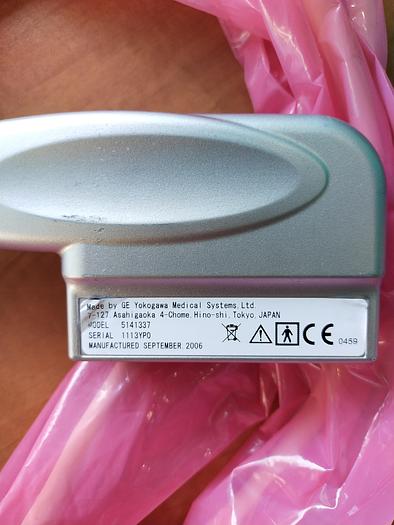 Made by GE Yokogawa Medical Systems, Ltd.
7-127 Asahigaoka 4-Chome, Hino-shi, Tokyo, JAPAN
MODEL 5141337
SERIAL 1113YP0
MANUFACTURED SEPTEMBER 2006
CE 0459